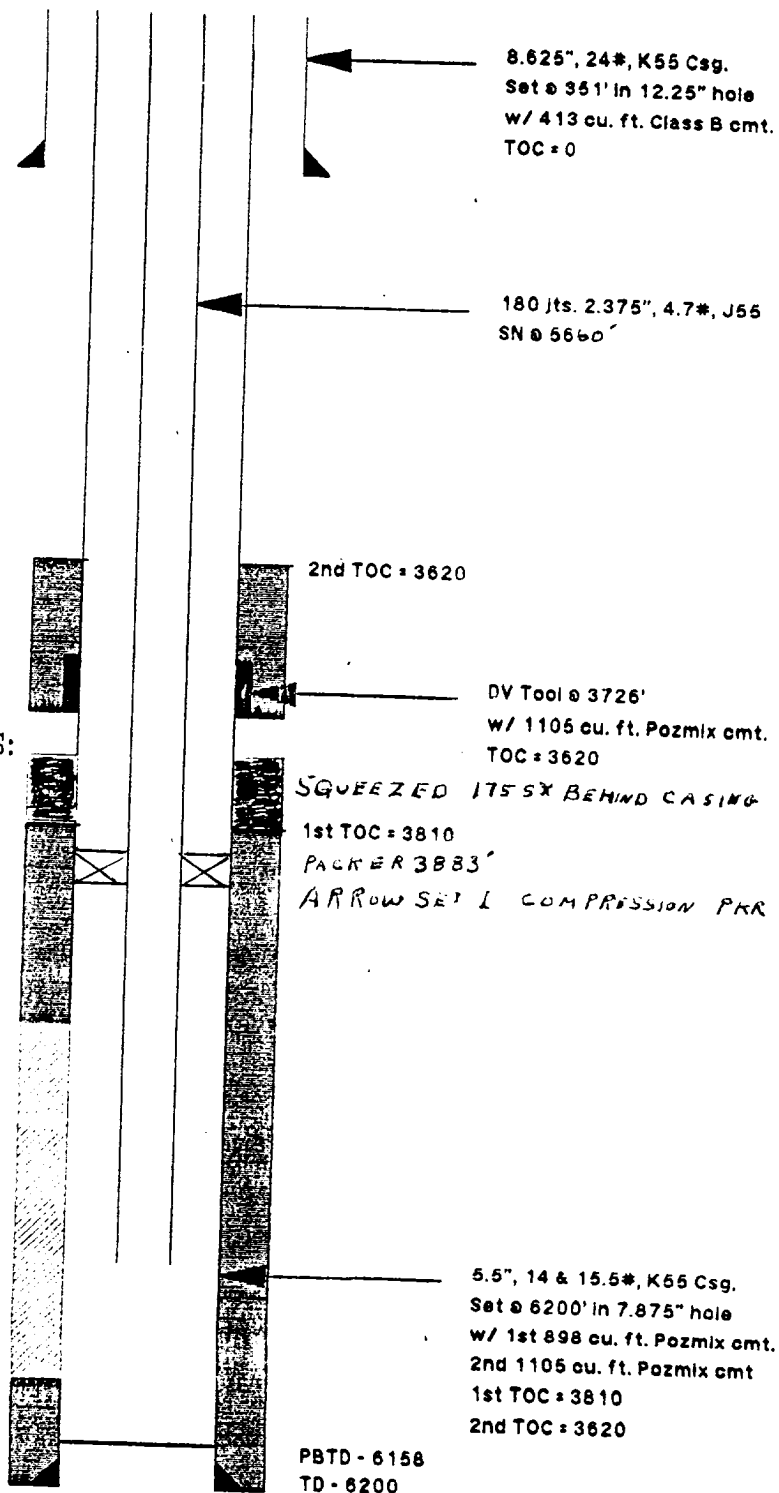 8.625", 24#, K55 Csg.
Set @ 351' in 12.25" hole
w/ 413 cu. ft. Class B cmt.
TOC = 0
180 jts. 2.375", 4.7#, J55
SN @ 5660'
2nd TOC = 3620
DV Tool @ 3726'
w/ 1105 cu. ft. Pozmix cmt.
TOC = 3620
S:
SQUEEZED 175 SX BEHIND CASING
1st TOC = 3810
PACKER 3883'
ARROW SET I COMPRESSION PKR
5.5", 14 & 15.5#, K55 Csg.
Set @ 6200' in 7.875" hole
w/ 1st 898 cu. ft. Pozmix cmt.
2nd 1105 cu. ft. Pozmix cmt
1st TOC = 3810
2nd TOC = 3620
PBTD - 6158
TD - 6200